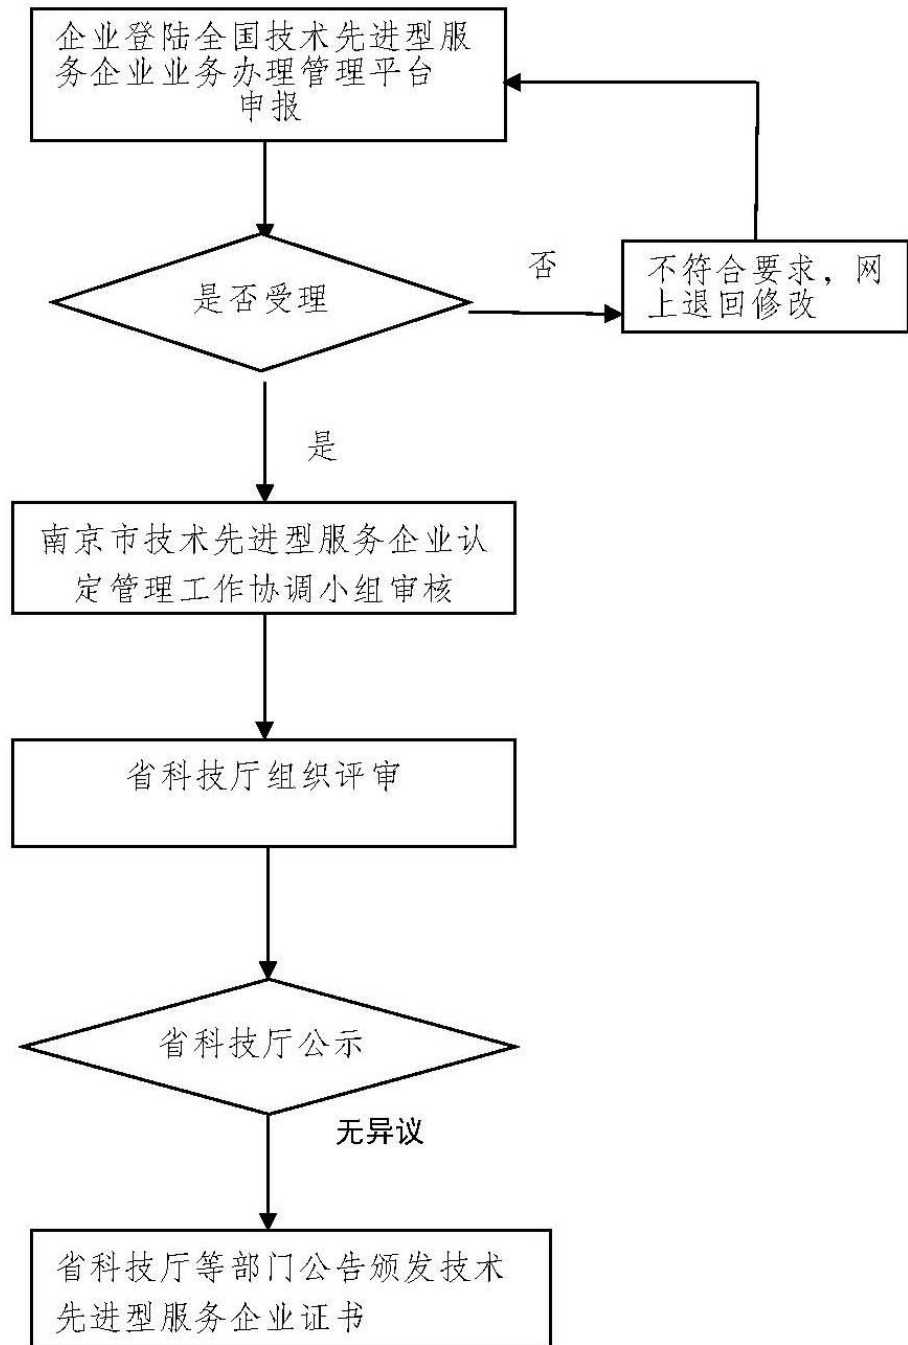 企业登陆全国技术先进型服
务企业业务办理管理平台
申报
是否受理
否
不符合要求，网
上退回修改
是
南京市技术先进型服务企业认
定管理工作协调小组审核
省科技厅组织评审
省科技厅公示
无异议
省科技厅等部门公告颁发技术
先进型服务企业证书